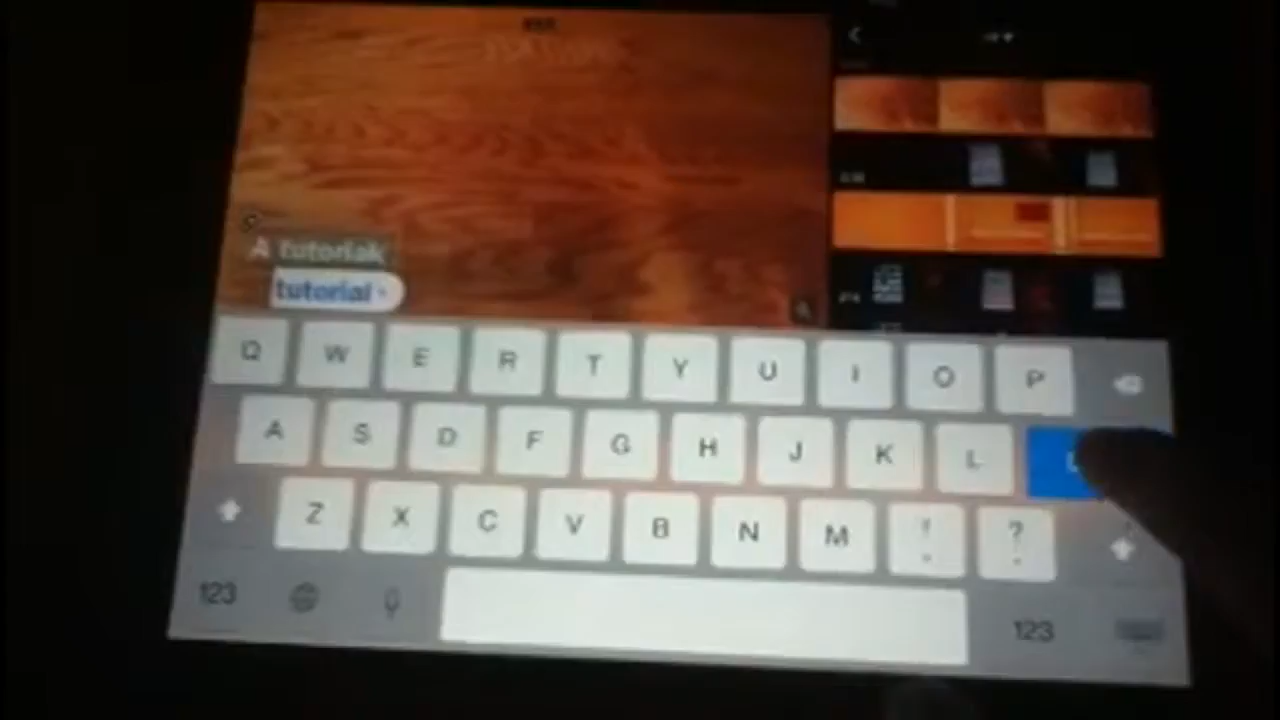 A tutoriak
tutorial
Q W E R T Y U I O P
A S D F G H J K L
Z X C V B N M ! ?
123 123